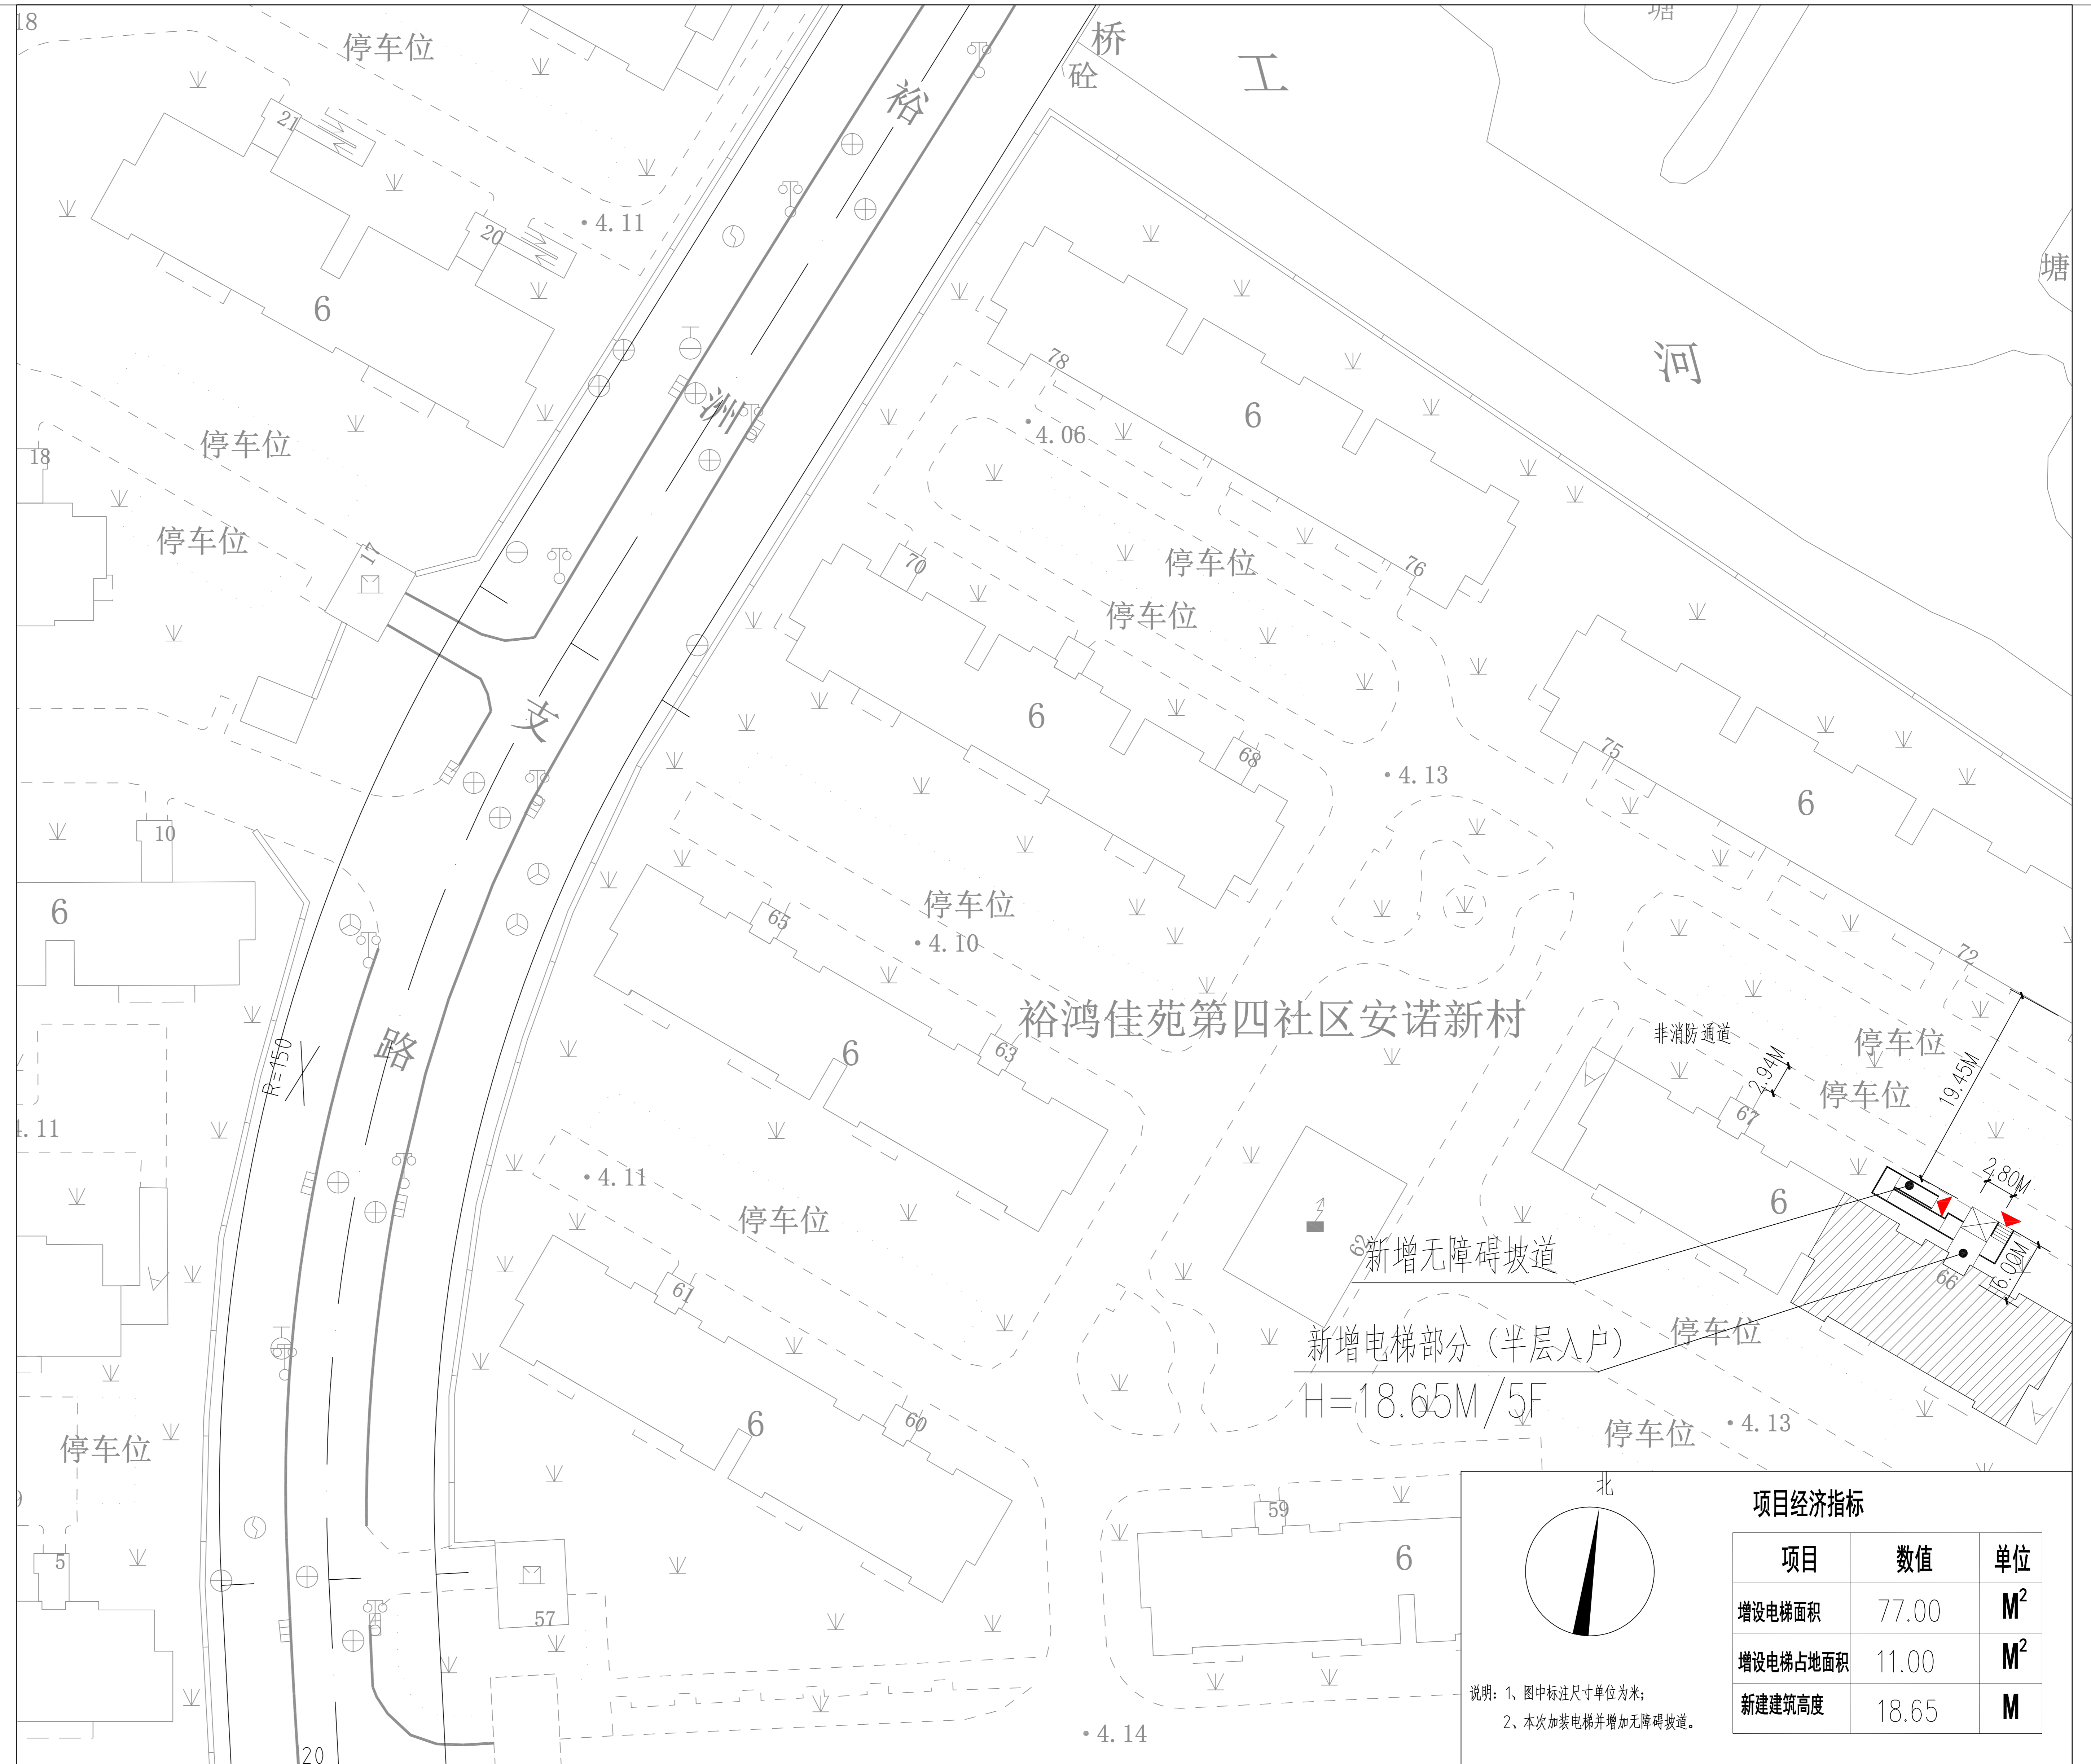 18
停车位
桥
砼
工
塘
裕
21
20
4.11
6
塘
河
78
洲
4.06
6
停车位
18
停车位
17
停车位
停车位
70
76
6
支
68
4.13
75
6
10
6
停车位
65
4.10
72
裕鸿佳苑第四社区安诺新村
非消防通道
停车位
停车位
2.94M
19.45M
路
R=150
6
63
67
4.11
4.11
停车位
2.80M
6
62
新增无障碍坡道
6.00M
66
61
新增电梯部分（半层入户）
H=18.65M/5F
停车位
60
6
停车位
停车位
4.13
9
59
6
5
57
4.14
20
北
项目经济指标
项目 数值 单位
增设电梯面积 77.00 M²
增设电梯占地面积 11.00 M²
新建建筑高度 18.65 M
说明：1、图中标注尺寸单位为米；
2、本次加装电梯并增加无障碍坡道。